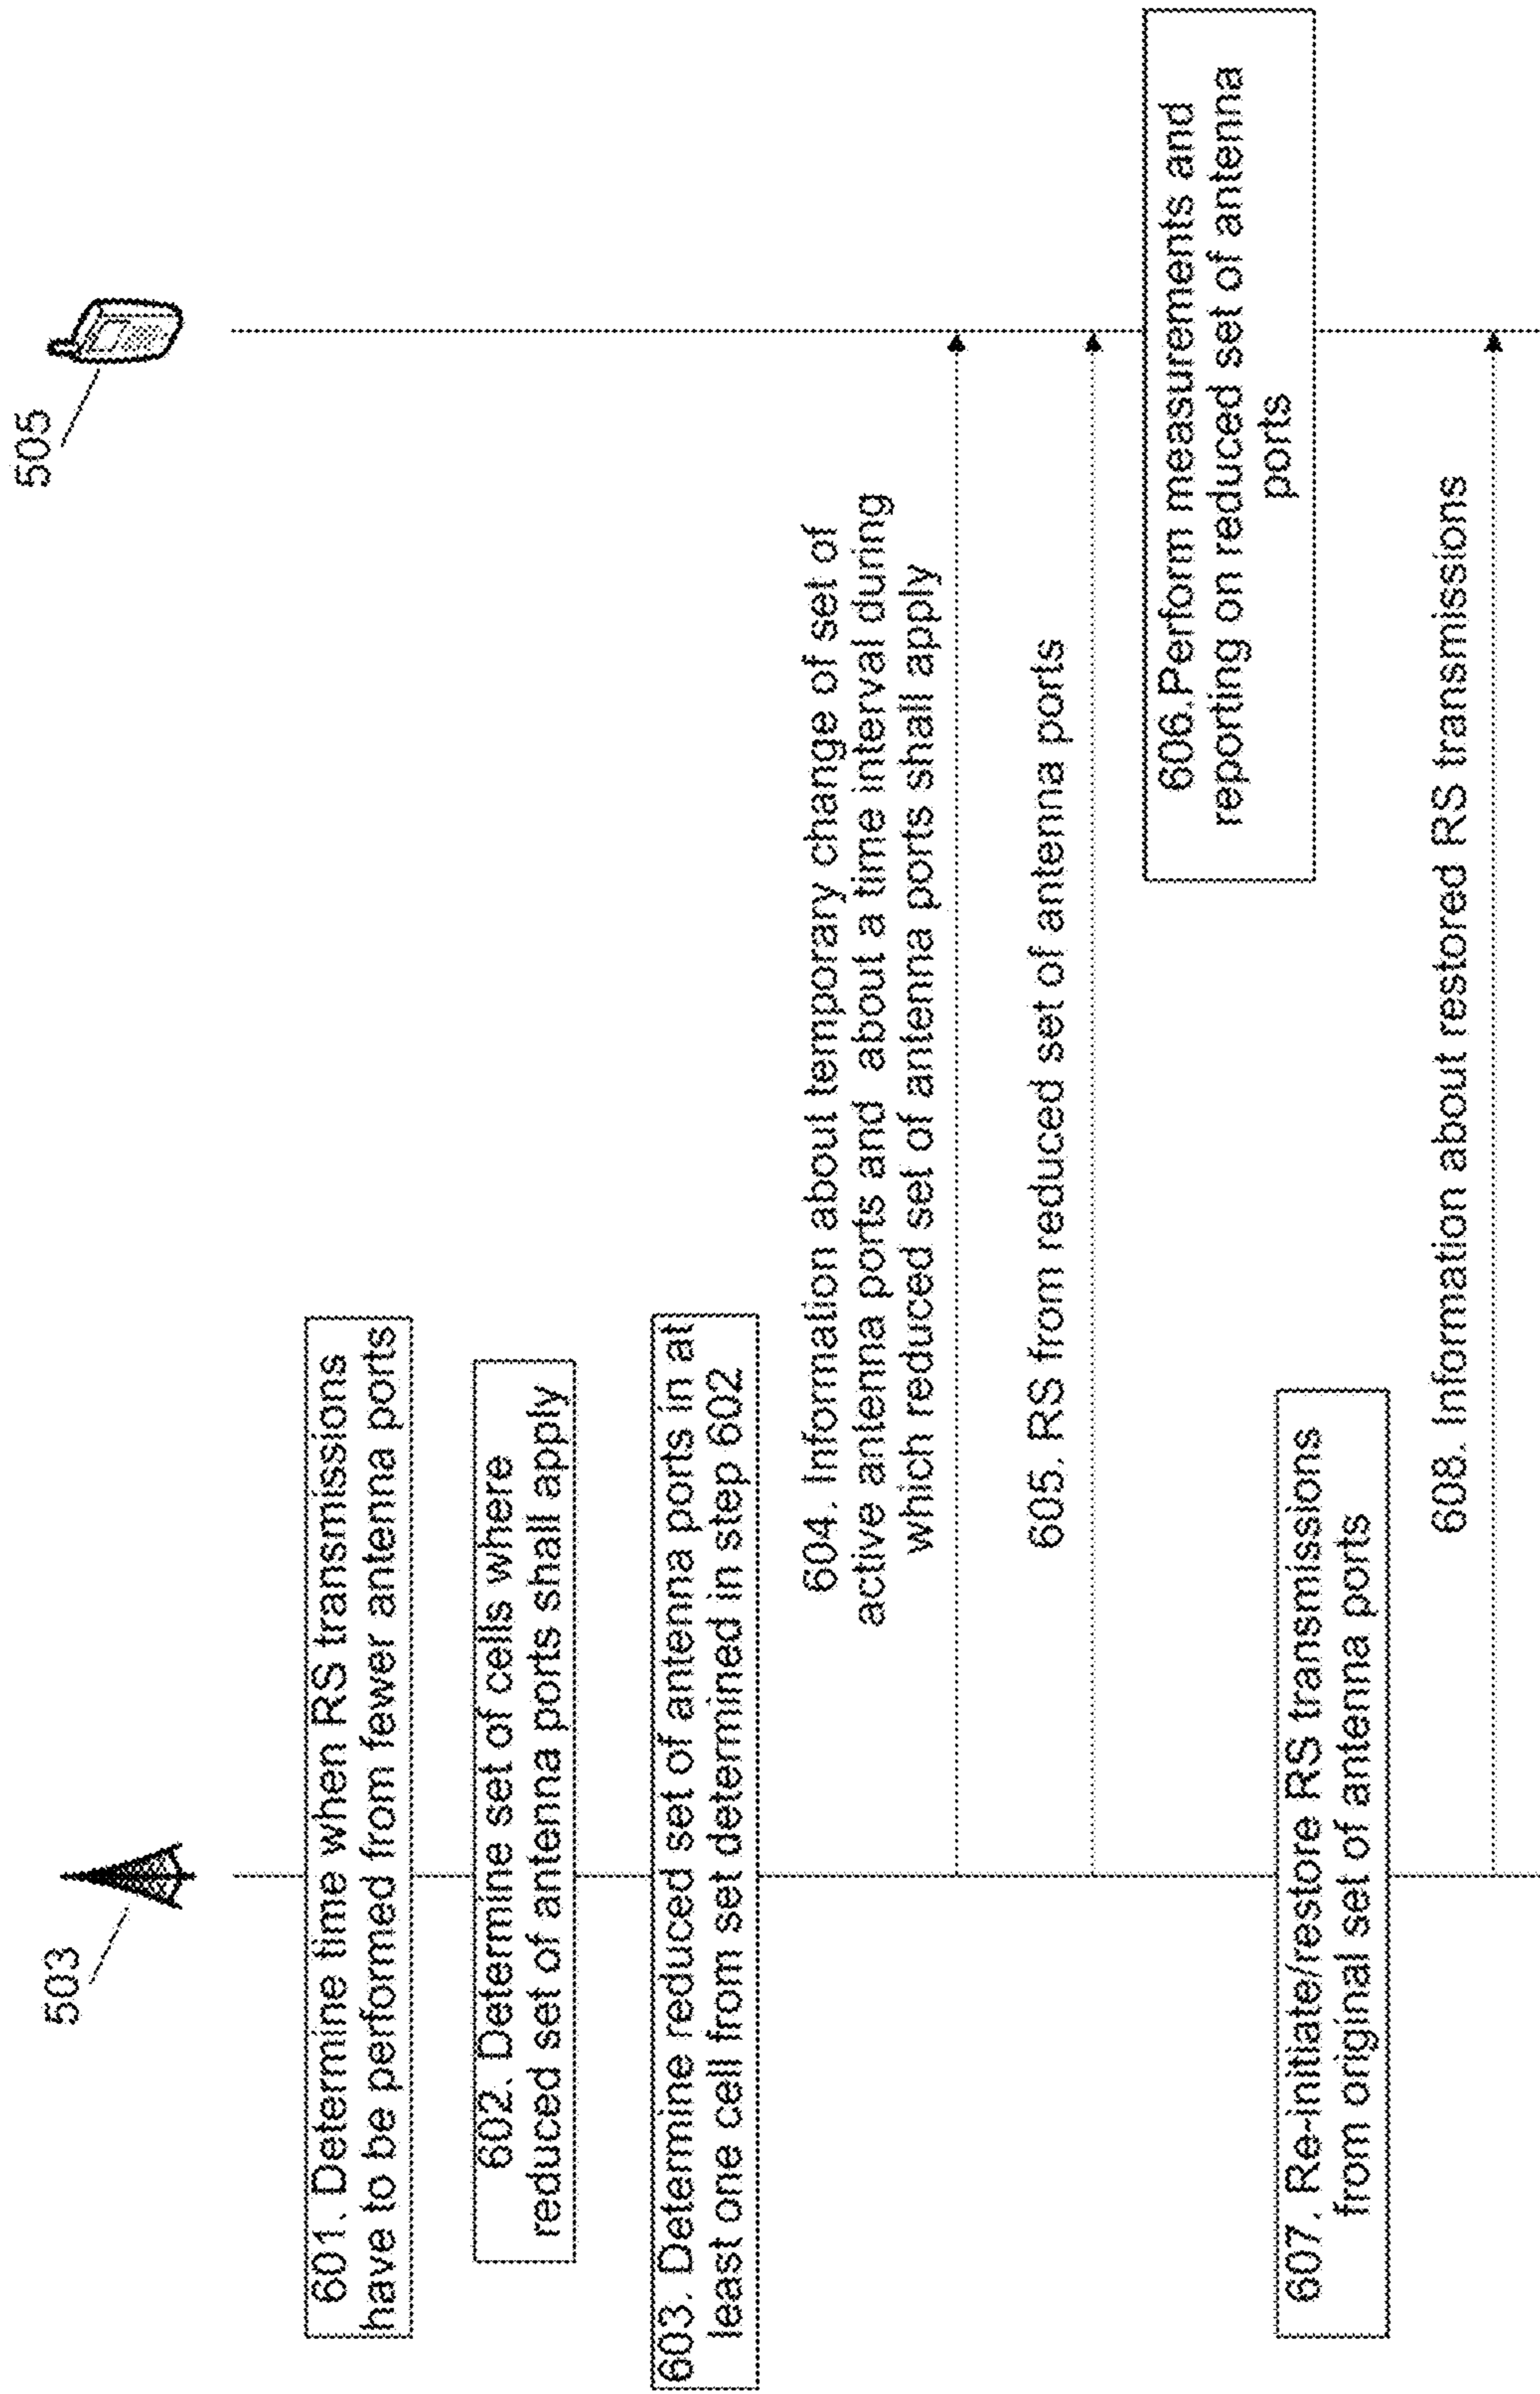 503
505
601. Determine time when RS transmissions
have to be performed from fewer antenna ports
602. Determine set of cells where
reduced set of antenna ports shall apply
603. Determine reduced set of antenna ports in at
least one cell from set determined in step 602
604. Information about temporary change of set of
active antenna ports and about a time interval during
which reduced set of antenna ports shall apply
605. RS from reduced set of antenna ports
606.Perform measurements and
reporting on reduced set of antenna
ports
607. Re-initiate/restore RS transmissions
from original set of antenna ports
608. Information about restored RS transmissions